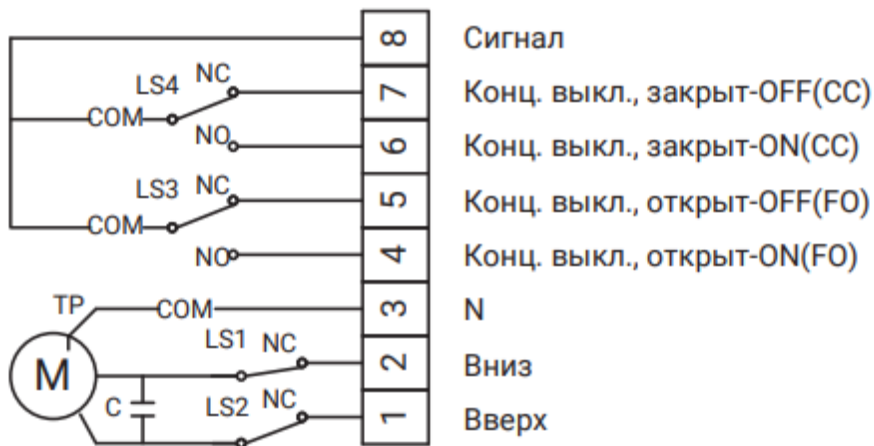 8 Сигнал
LS4 NC 7 Конц. выкл., закрыт-OFF(CC)
COM
NO 6 Конц. выкл., закрыт-ON(CC)
LS3 NC 5 Конц. выкл., открыт-OFF(FO)
COM
NO 4 Конц. выкл., открыт-ON(FO)
TP COM 3 N
LS1 NC 2 Вниз
M
C LS2 NC 1 Вверх